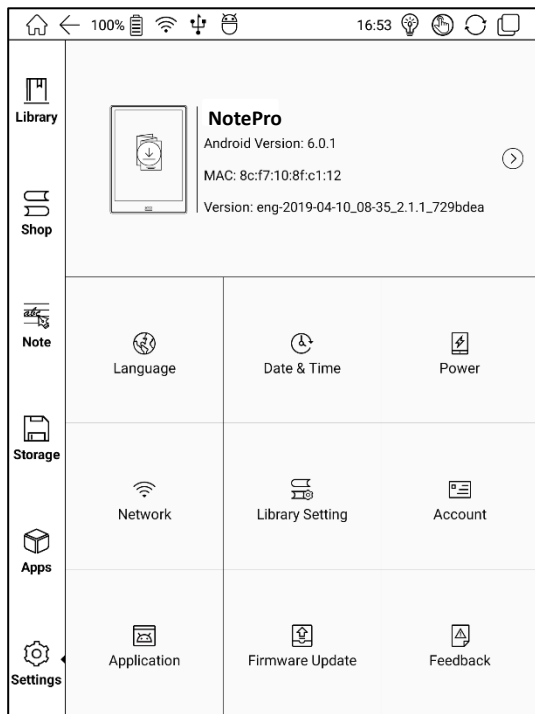 100% 16:53
Library
NotePro
Android Version: 6.0.1
MAC: 8c:f7:10:8f:c1:12
Version: eng-2019-04-10_08-35_2.1.1_729bdea
Shop
Note
Language Date & Time Power
Storage
Network Library Setting Account
Apps
Application Firmware Update Feedback
Settings